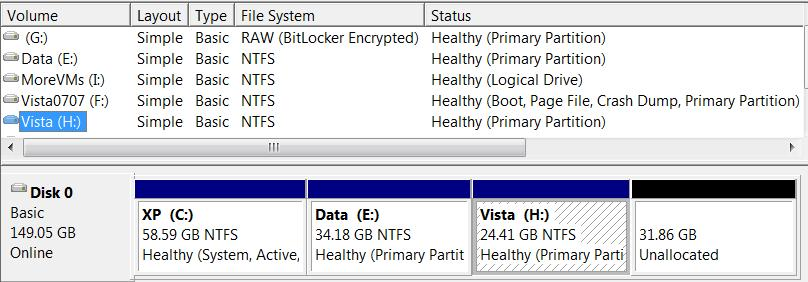 Volume Layout Type File System Status
(G:) Simple Basic RAW (BitLocker Encrypted) Healthy (Primary Partition)
Data (E:) Simple Basic NTFS Healthy (Primary Partition)
MoreVMs (I:) Simple Basic NTFS Healthy (Logical Drive)
Vista0707 (F:) Simple Basic NTFS Healthy (Boot, Page File, Crash Dump, Primary Partition)
Vista (H:) Simple Basic NTFS Healthy (Primary Partition)
Disk 0
Basic
149.05 GB
Online
XP (C:)
58.59 GB NTFS
Healthy (System, Active,
Data (E:)
34.18 GB NTFS
Healthy (Primary Partit
Vista (H:)
24.41 GB NTFS
Healthy (Primary Parti
31.86 GB
Unallocated